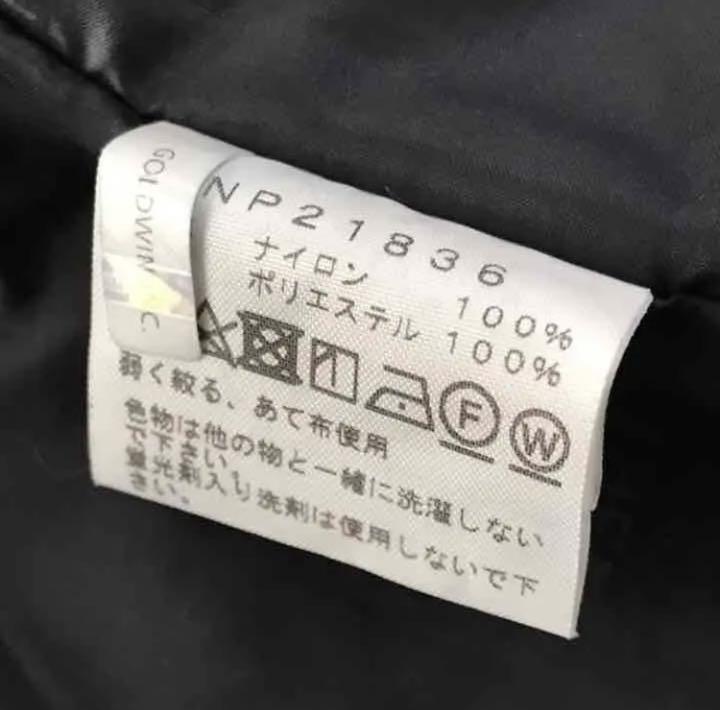 GOLDWIN
NP21836
ナイロン 100%
ポリエステル 100%
F W
弱く絞る、あて布使用
色物は他の物と一緒に洗濯しない
で下さい。
蛍光剤入り洗剤は使用しないで下
さい。